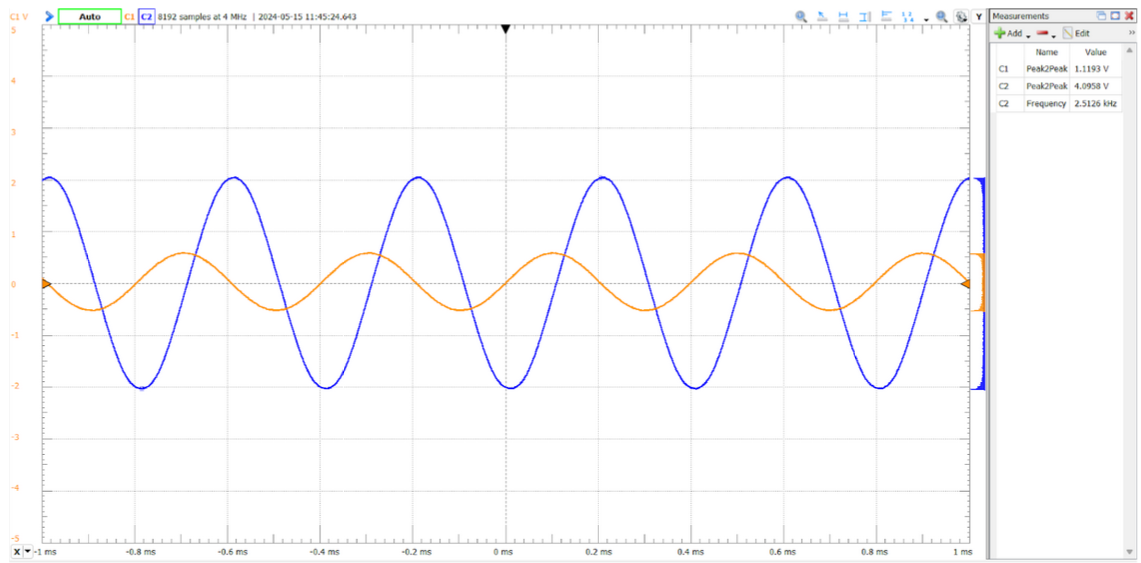 C1 V Auto C1 C2 8192 samples at 4 MHz | 2024-05-15 11:45:24.643 Y
5
4
3
2
1
0
-1
-2
-3
-4
-5
X -1 ms -0.8 ms -0.6 ms -0.4 ms -0.2 ms 0 ms 0.2 ms 0.4 ms 0.6 ms 0.8 ms 1 ms
Measurements
Add Edit »
Name Value
C1 Peak2Peak 1.1193 V
C2 Peak2Peak 4.0958 V
C2 Frequency 2.5126 kHz